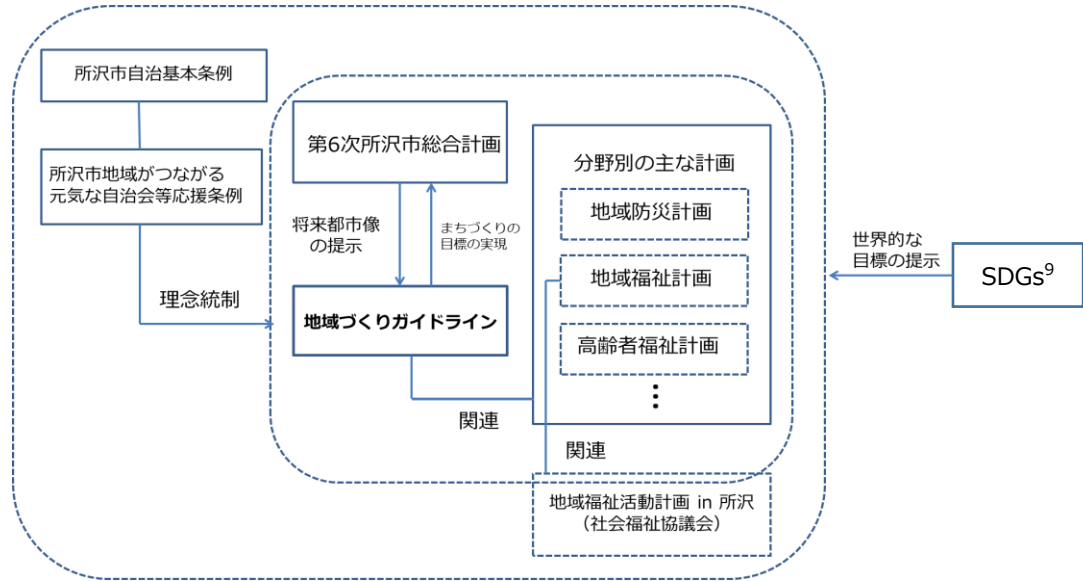 所沢市自治基本条例
所沢市地域がつながる
元気な自治会等応援条例
理念統制
第6次所沢市総合計画
将来都市像
の提示
まちづくりの
目標の実現
地域づくりガイドライン
関連
分野別の主な計画
地域防災計画
地域福祉計画
高齢者福祉計画
⋮
関連
地域福祉活動計画 in 所沢
(社会福祉協議会)
世界的な
目標の提示
SDGs⁹